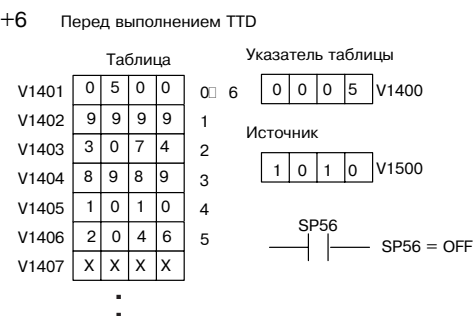 +6 Перед выполнением TTD
Таблица
V1401 0 5 0 0 0 6
V1402 9 9 9 9 1
V1403 3 0 7 4 2
V1404 8 9 8 9 3
V1405 1 0 1 0 4
V1406 2 0 4 6 5
V1407 X X X X
Указатель таблицы
0 0 0 5 V1400
Источник
1 0 1 0 V1500
SP56
SP56 = OFF